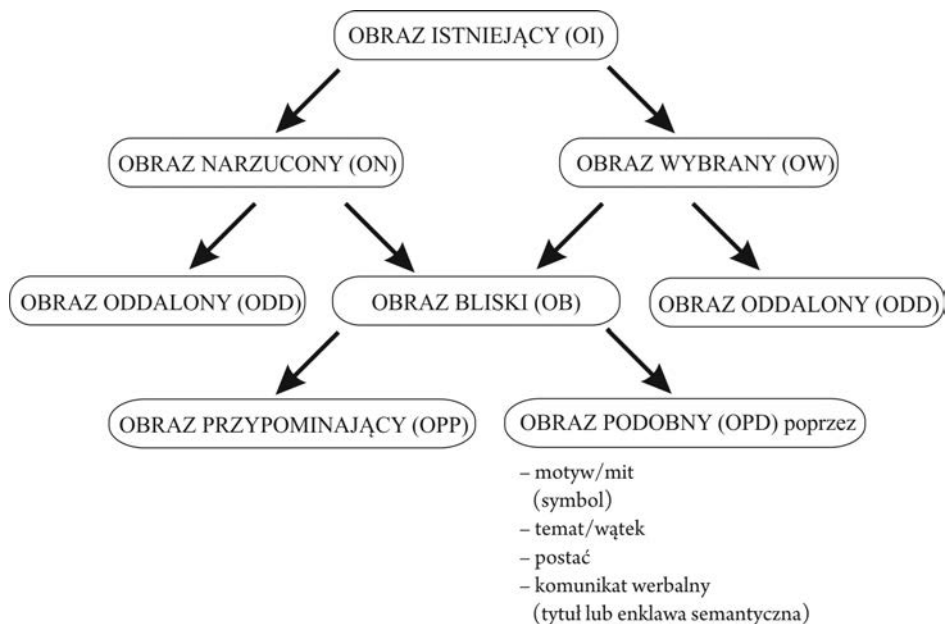 OBRAZ ISTNIEJĄCY (OI)
OBRAZ NARZUCONY (ON)
OBRAZ WYBRANY (OW)
OBRAZ ODDALONY (ODD)
OBRAZ BLISKI (OB)
OBRAZ ODDALONY (ODD)
OBRAZ PRZYPOMINAJĄCY (OPP)
OBRAZ PODOBNY (OPD) poprzez
– motyw/mit
(symbol)
– temat/wątek
– postać
– komunikat werbalny
(tytuł lub enklawa semantyczna)